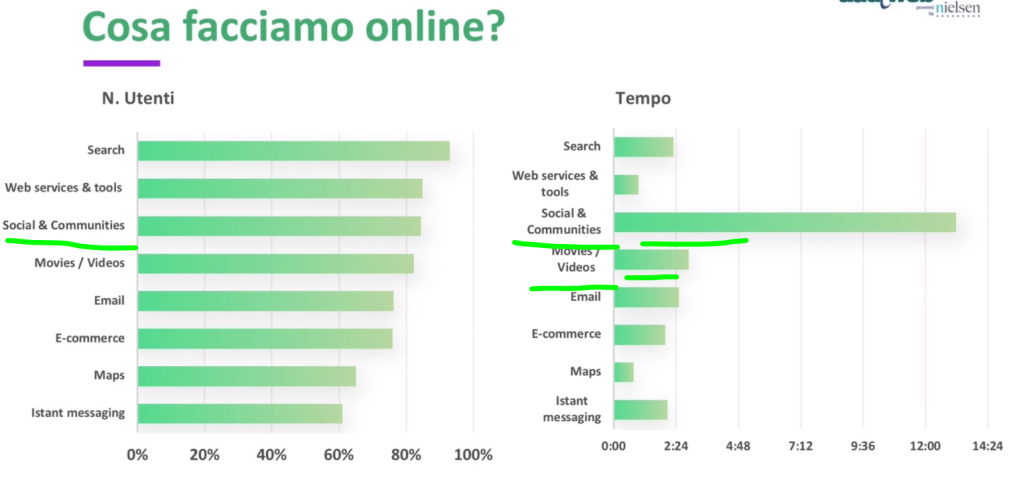 Cosa facciamo online?
powered by nielsen
N. Utenti
Search
Web services & tools
Social & Communities
Movies / Videos
Email
E-commerce
Maps
Istant messaging
0% 20% 40% 60% 80% 100%
Tempo
Search
Web services &
tools
Social &
Communities
Movies /
Videos
Email
E-commerce
Maps
Istant
messaging
0:00 2:24 4:48 7:12 9:36 12:00 14:24